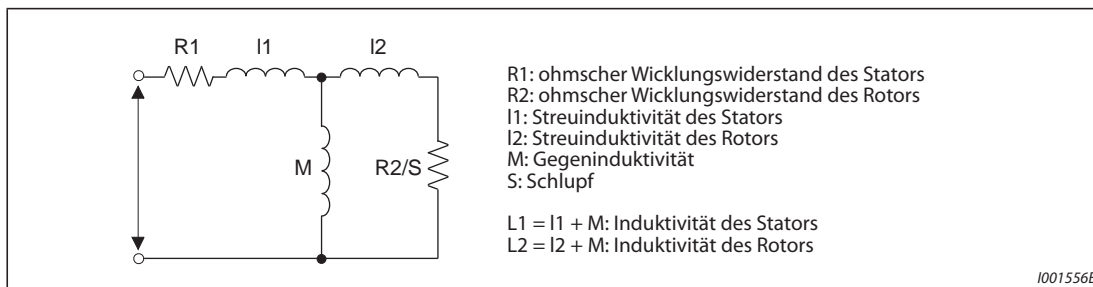 R1
l1
l2
M
R2/S
R1: ohmscher Wicklungswiderstand des Stators
R2: ohmscher Wicklungswiderstand des Rotors
l1: Streuinduktivität des Stators
l2: Streuinduktivität des Rotors
M: Gegeninduktivität
S: Schlupf
L1 = l1 + M: Induktivität des Stators
L2 = l2 + M: Induktivität des Rotors
I001556E